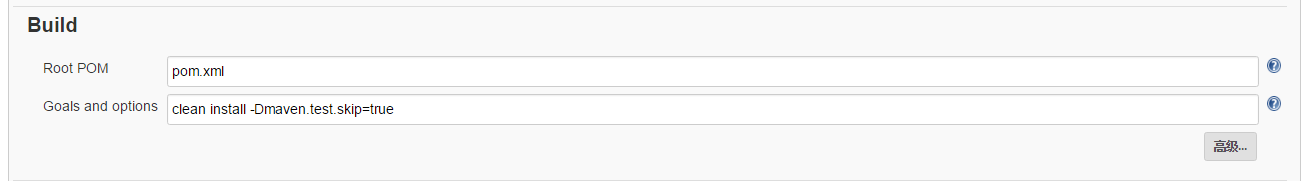 Build
Root POM pom.xml
Goals and options clean install -Dmaven.test.skip=true
高级...